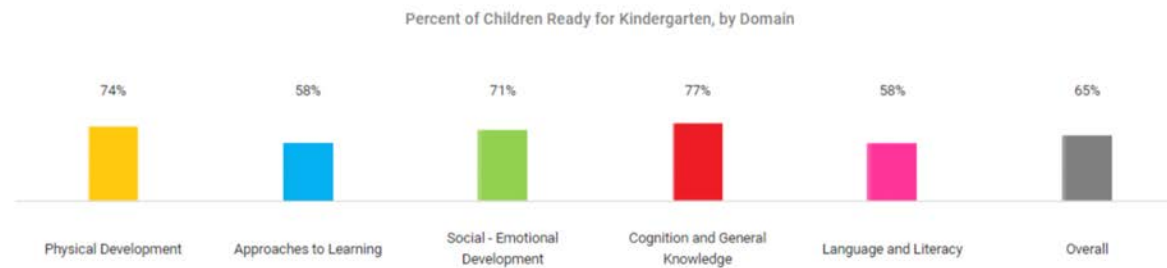 Percent of Children Ready for Kindergarten, by Domain
74%
58%
71%
77%
58%
65%
Physical Development
Approaches to Learning
Social - Emotional
Development
Cognition and General
Knowledge
Language and Literacy
Overall